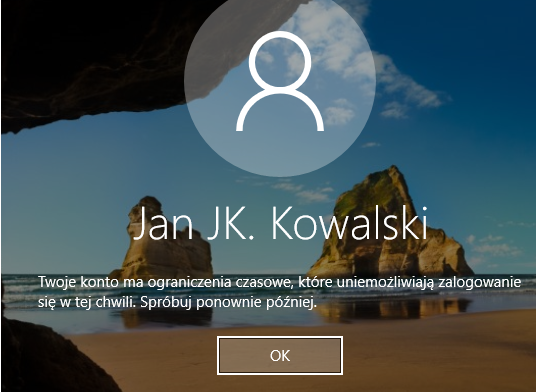 Jan JK. Kowalski
Twoje konto ma ograniczenia czasowe, które uniemożliwiają zalogowanie
się w tej chwili. Spróbuj ponownie później.
OK